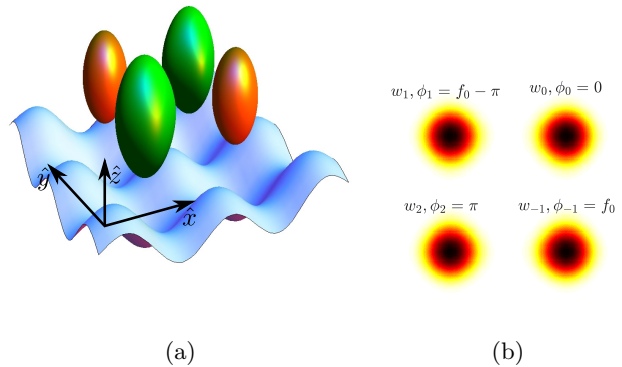 ŷ
ẑ
x̂
(a)
w₁, ϕ₁ = f₀ − π
w₀, ϕ₀ = 0
w₂, ϕ₂ = π
w₋₁, ϕ₋₁ = f₀
(b)